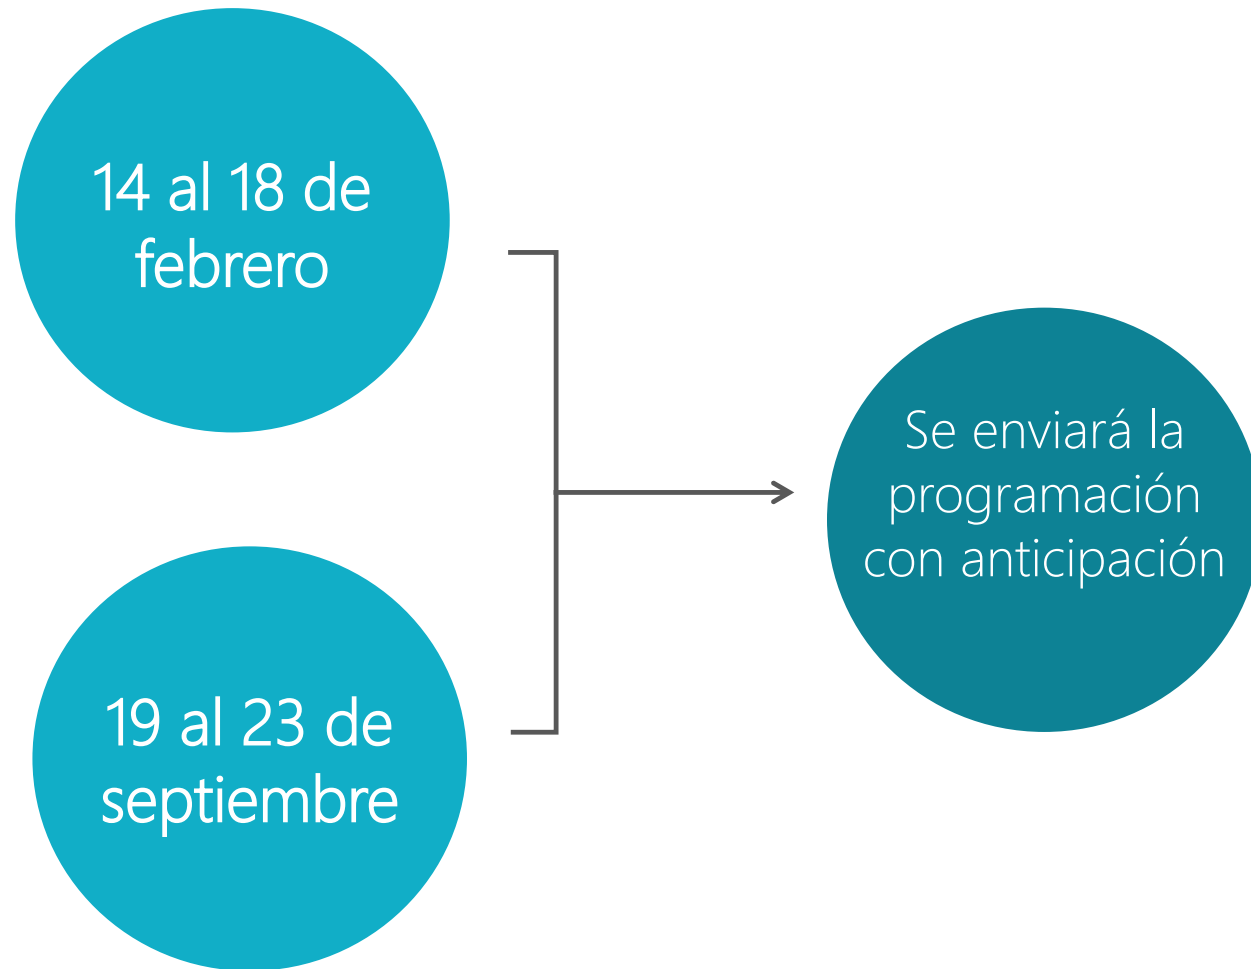 14 al 18 de
febrero
Se enviará la
programación
con anticipación
19 al 23 de
septiembre